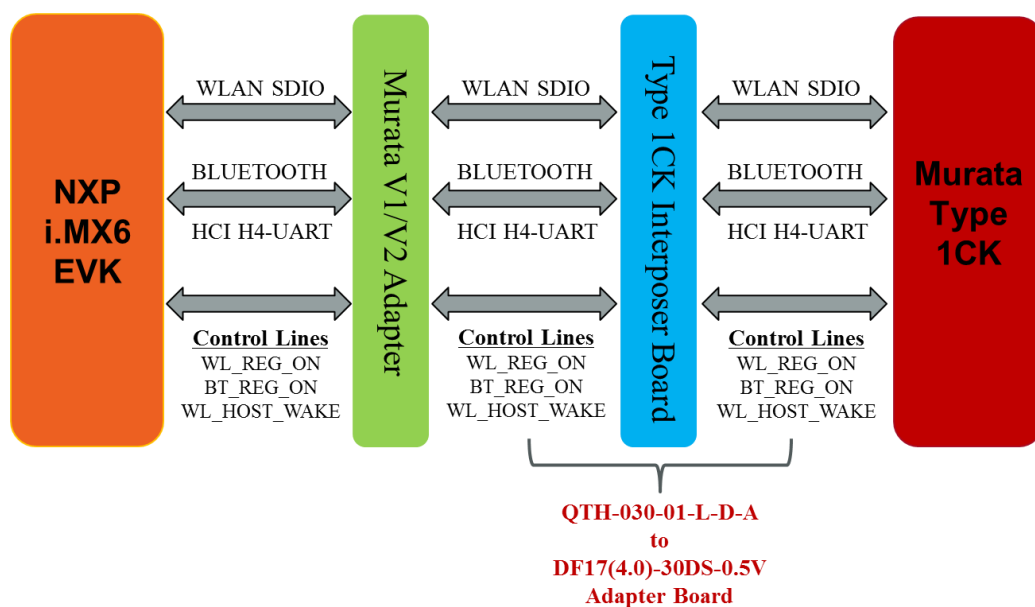 NXP
i.MX6
EVK
WLAN SDIO
BLUETOOTH
HCI H4-UART
Control Lines
WL_REG_ON
BT_REG_ON
WL_HOST_WAKE
Murata V1/V2 Adapter
WLAN SDIO
BLUETOOTH
HCI H4-UART
Control Lines
WL_REG_ON
BT_REG_ON
WL_HOST_WAKE
Type 1CK Interposer Board
WLAN SDIO
BLUETOOTH
HCI H4-UART
Control Lines
WL_REG_ON
BT_REG_ON
WL_HOST_WAKE
Murata
Type
1CK
QTH-030-01-L-D-A
to
DF17(4.0)-30DS-0.5V
Adapter Board